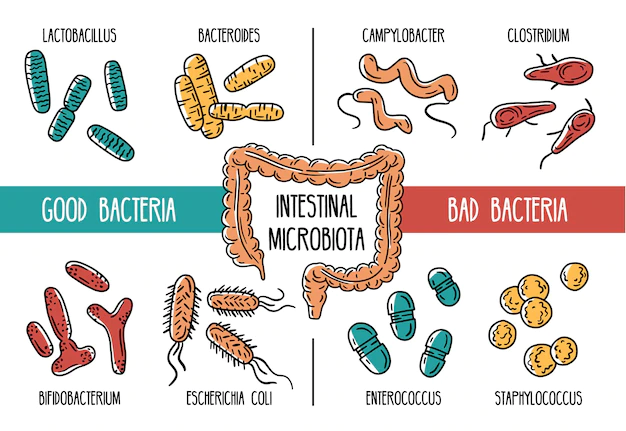 LACTOBACILLUS
BACTEROIDES
CAMPYLOBACTER
CLOSTRIDIUM
GOOD BACTERIA
INTESTINAL
MICROBIOTA
BAD BACTERIA
BIFIDOBACTERIUM
ESCHERICHIA COLI
ENTEROCOCCUS
STAPHYLOCOCCUS